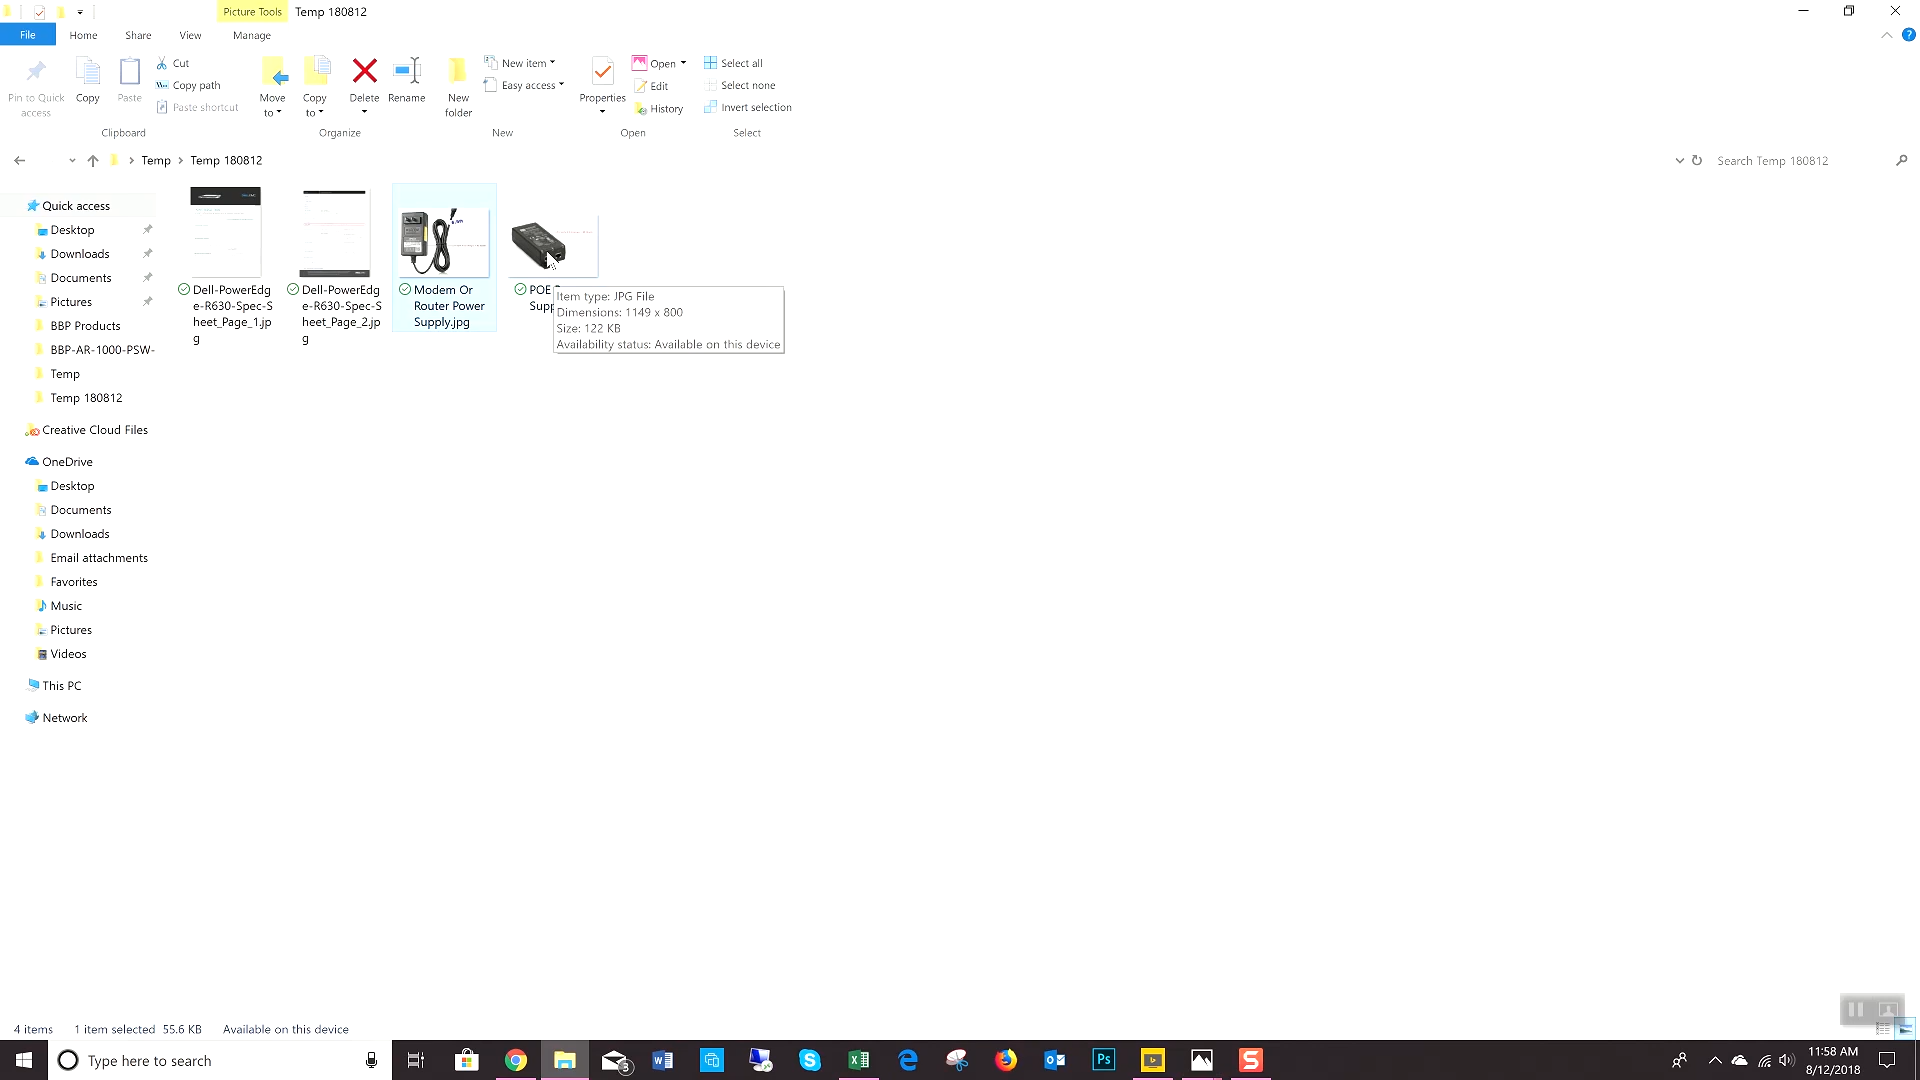 Picture Tools Temp 180812
File Home Share View Manage
Pin to Quick access
Copy
Paste
Cut
Copy path
Paste shortcut
Clipboard
Move to
Copy to
Delete
Rename
Organize
New folder
New item
Easy access
New
Properties
Open
Edit
History
Open
Select all
Select none
Invert selection
Select
Temp Temp 180812
Search Temp 180812
Quick access
Desktop
Downloads
Documents
Pictures
BBP Products
BBP-AR-1000-PSW-
Temp
Temp 180812
Creative Cloud Files
OneDrive
Desktop
Documents
Downloads
Email attachments
Favorites
Music
Pictures
Videos
This PC
Network
Dell-PowerEdg
e-R630-Spec-S
heet_Page_1.jp
g
Dell-PowerEdg
e-R630-Spec-S
heet_Page_2.jp
g
Modem Or
Router Power
Supply.jpg
POE
Supp
Item type: JPG File
Dimensions: 1149 x 800
Size: 122 KB
Availability status: Available on this device
4 items 1 item selected 55.6 KB Available on this device
Type here to search
3
Ps
11:58 AM
8/12/2018